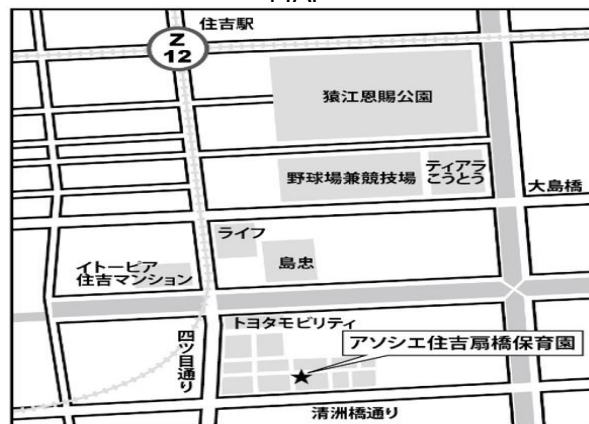 住吉駅
Z
12
猿江恩賜公園
野球場兼競技場
ティアラ
こうとう
大島橋
ライフ
島忠
イトーピア
住吉マンション
トヨタモビリティ
四ツ目通り
アソシエ住吉扇橋保育園
清洲橋通り